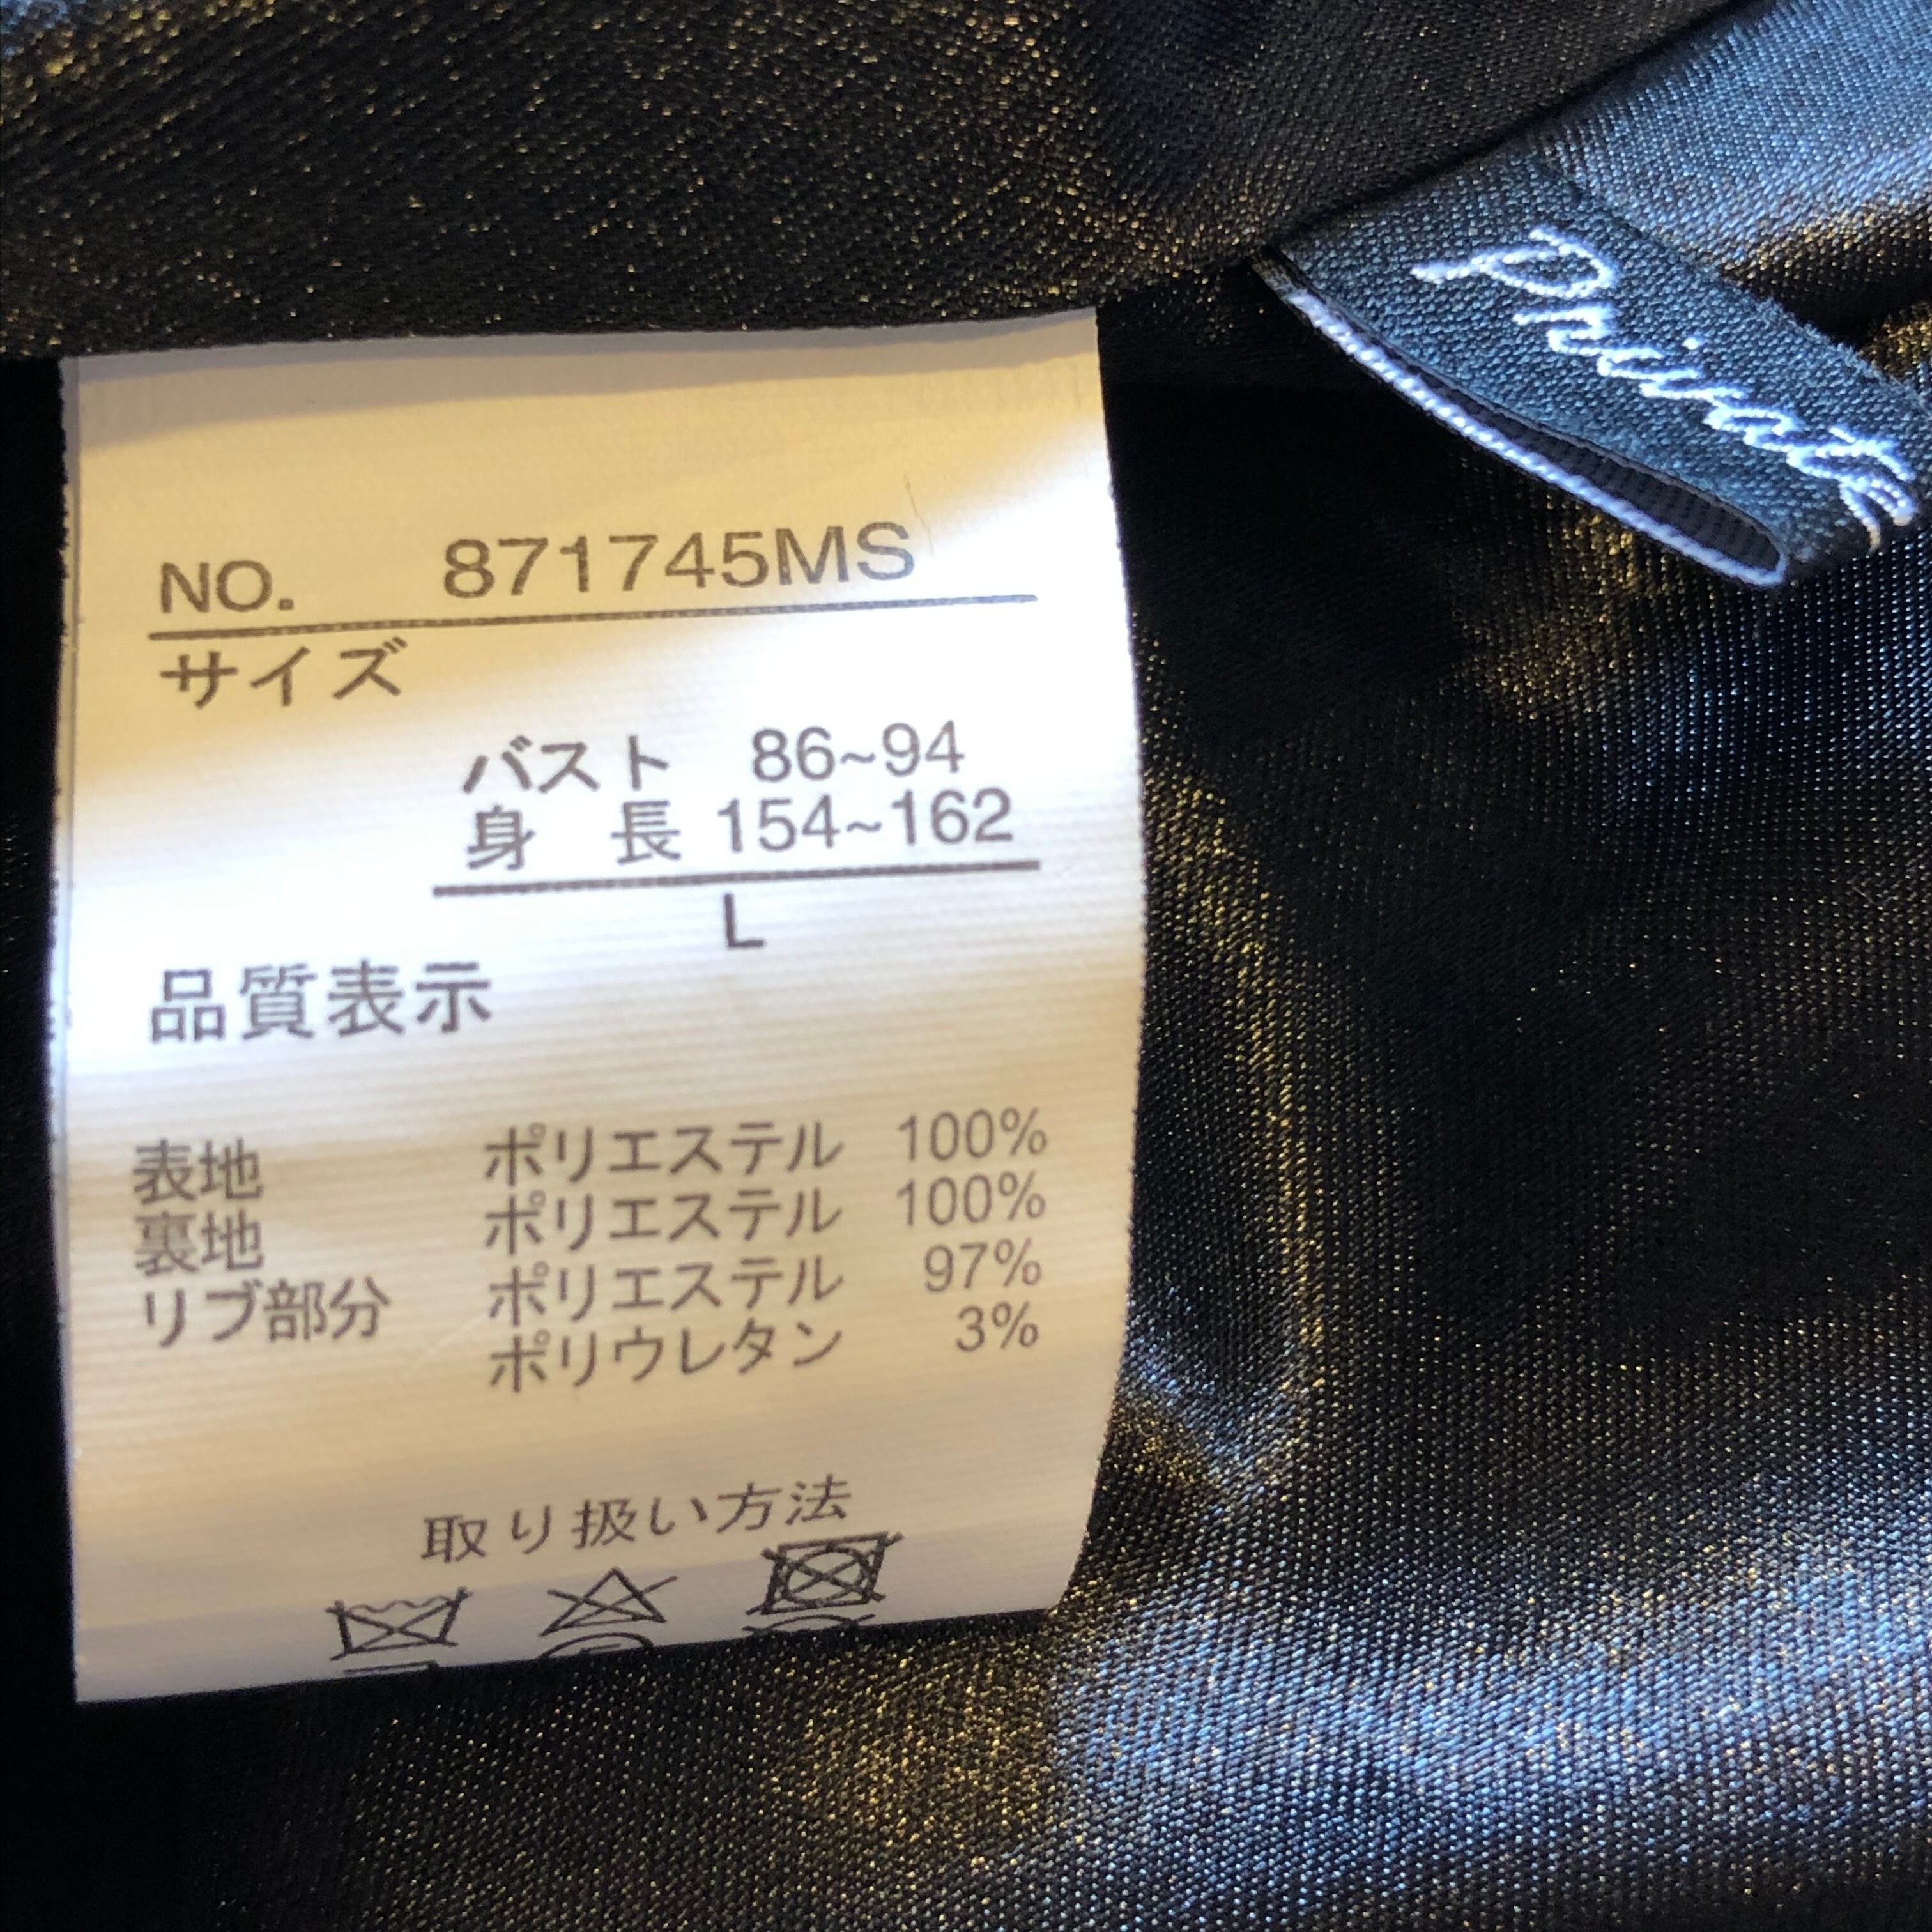 Private
NO. 871745MS
サイズ
バスト 86~94
身 長 154~162
L
品質表示
表地 ポリエステル 100%
裏地 ポリエステル 100%
リブ部分 ポリエステル 97%
ポリウレタン 3%
取り扱い方法